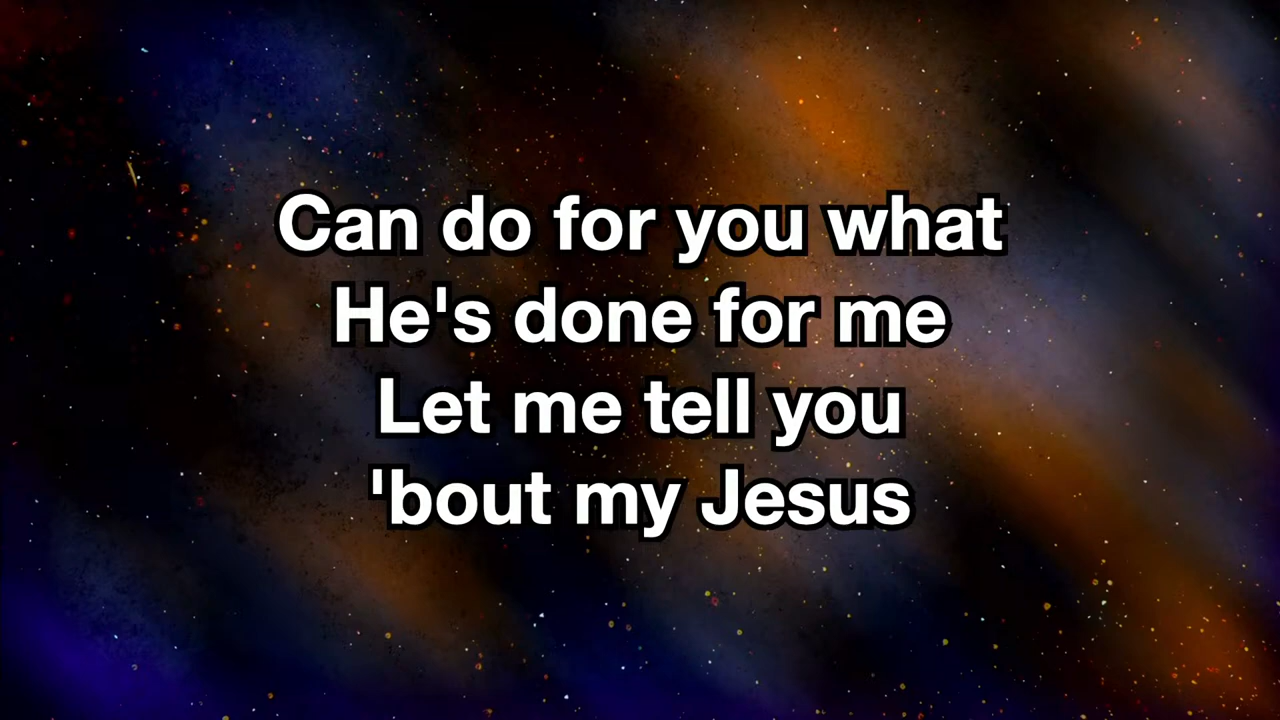 Can do for you what
He's done for me
Let me tell you
'bout my Jesus